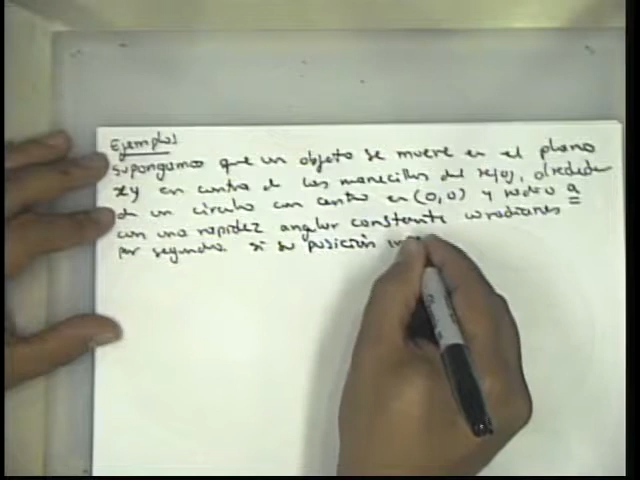 Ejemplos
supongamos que un objeto se mueve en el plano
xy en contra de las manecillas del reloj, alrededor
de un circulo con centro en (0,0) y radio a
con una rapidez angular constante ω radianes
por segundo. si su posición in